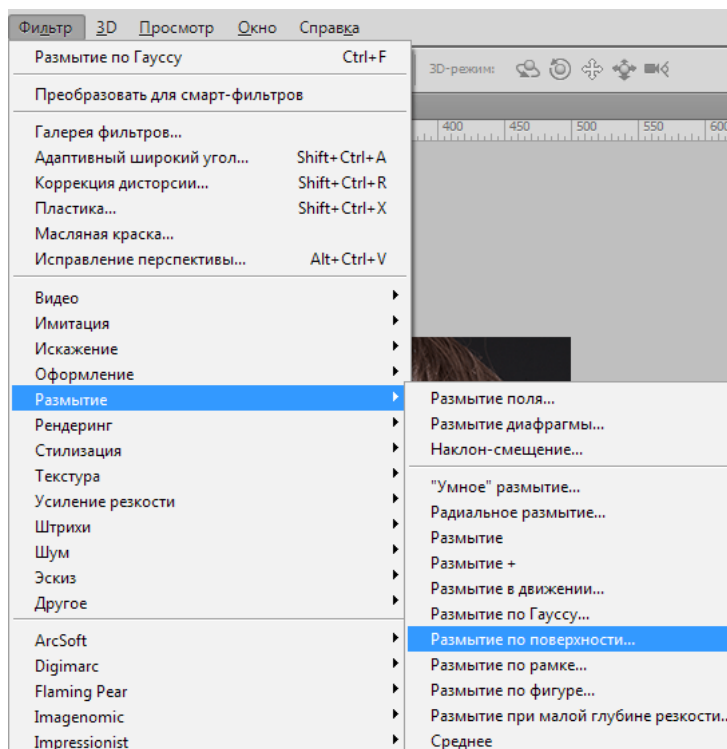 Фильтр 3D Просмотр Окно Справка
Размытие по Гауссу Ctrl+F
3D-режим:
Преобразовать для смарт-фильтров
Галерея фильтров...
400 450 500 550 600
Адаптивный широкий угол... Shift+Ctrl+A
Коррекция дисторсии... Shift+Ctrl+R
Пластика... Shift+Ctrl+X
Масляная краска...
Исправление перспективы... Alt+Ctrl+V
Видео
Имитация
Искажение
Оформление
Размытие
Рендеринг
Стилизация
Текстура
Усиление резкости
Штрихи
Шум
Эскиз
Другое
ArcSoft
Digimarc
Flaming Pear
Imagenomic
Impressionist
Размытие поля...
Размытие диафрагмы...
Наклон-смещение...
"Умное" размытие...
Радиальное размытие...
Размытие
Размытие +
Размытие в движении...
Размытие по Гауссу...
Размытие по поверхности...
Размытие по рамке...
Размытие по фигуре...
Размытие при малой глубине резкости..
Среднее